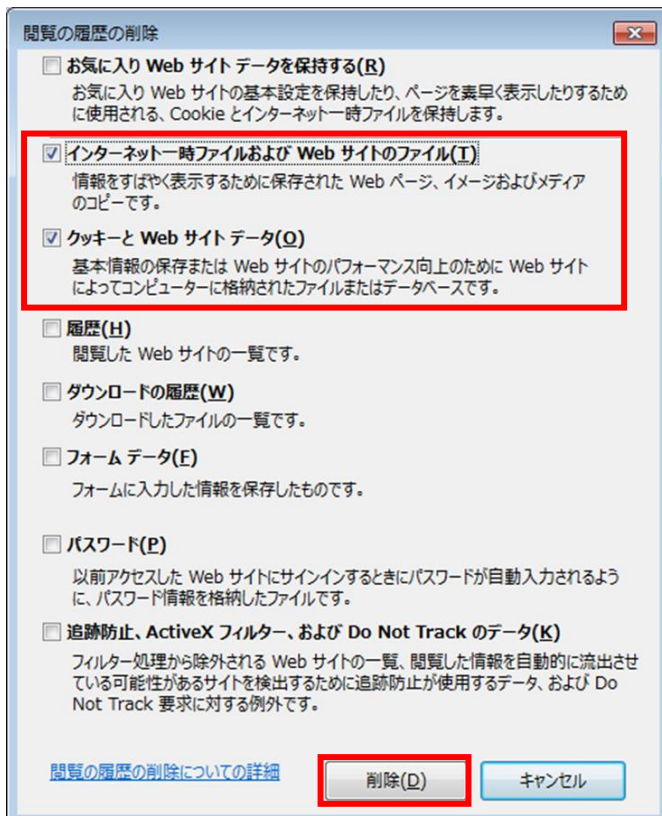 閲覧の履歴の削除
お気に入り Web サイト データを保持する(R)
お気に入り Web サイトの基本設定を保持したり、ページを素早く表示したりするため
に使用される、Cookie とインターネット一時ファイルを保持します。
インターネット一時ファイルおよび Web サイトのファイル(T)
情報をすばやく表示するために保存された Web ページ、イメージおよびメディア
のコピーです。
クッキーと Web サイト データ(O)
基本情報の保存または Web サイトのパフォーマンス向上のために Web サイト
によってコンピューターに格納されたファイルまたはデータベースです。
履歴(H)
閲覧した Web サイトの一覧です。
ダウンロードの履歴(W)
ダウンロードしたファイルの一覧です。
フォーム データ(F)
フォームに入力した情報を保存したものです。
パスワード(P)
以前アクセスした Web サイトにサインインするときにパスワードが自動入力されるよう
に、パスワード情報を格納したファイルです。
追跡防止、ActiveX フィルター、および Do Not Track のデータ(K)
フィルター処理から除外される Web サイトの一覧、閲覧した情報を自動的に流出させ
ている可能性があるサイトを検出するために追跡防止が使用するデータ、および Do
Not Track 要求に対する例外です。
閲覧の履歴の削除についての詳細
削除(D)
キャンセル